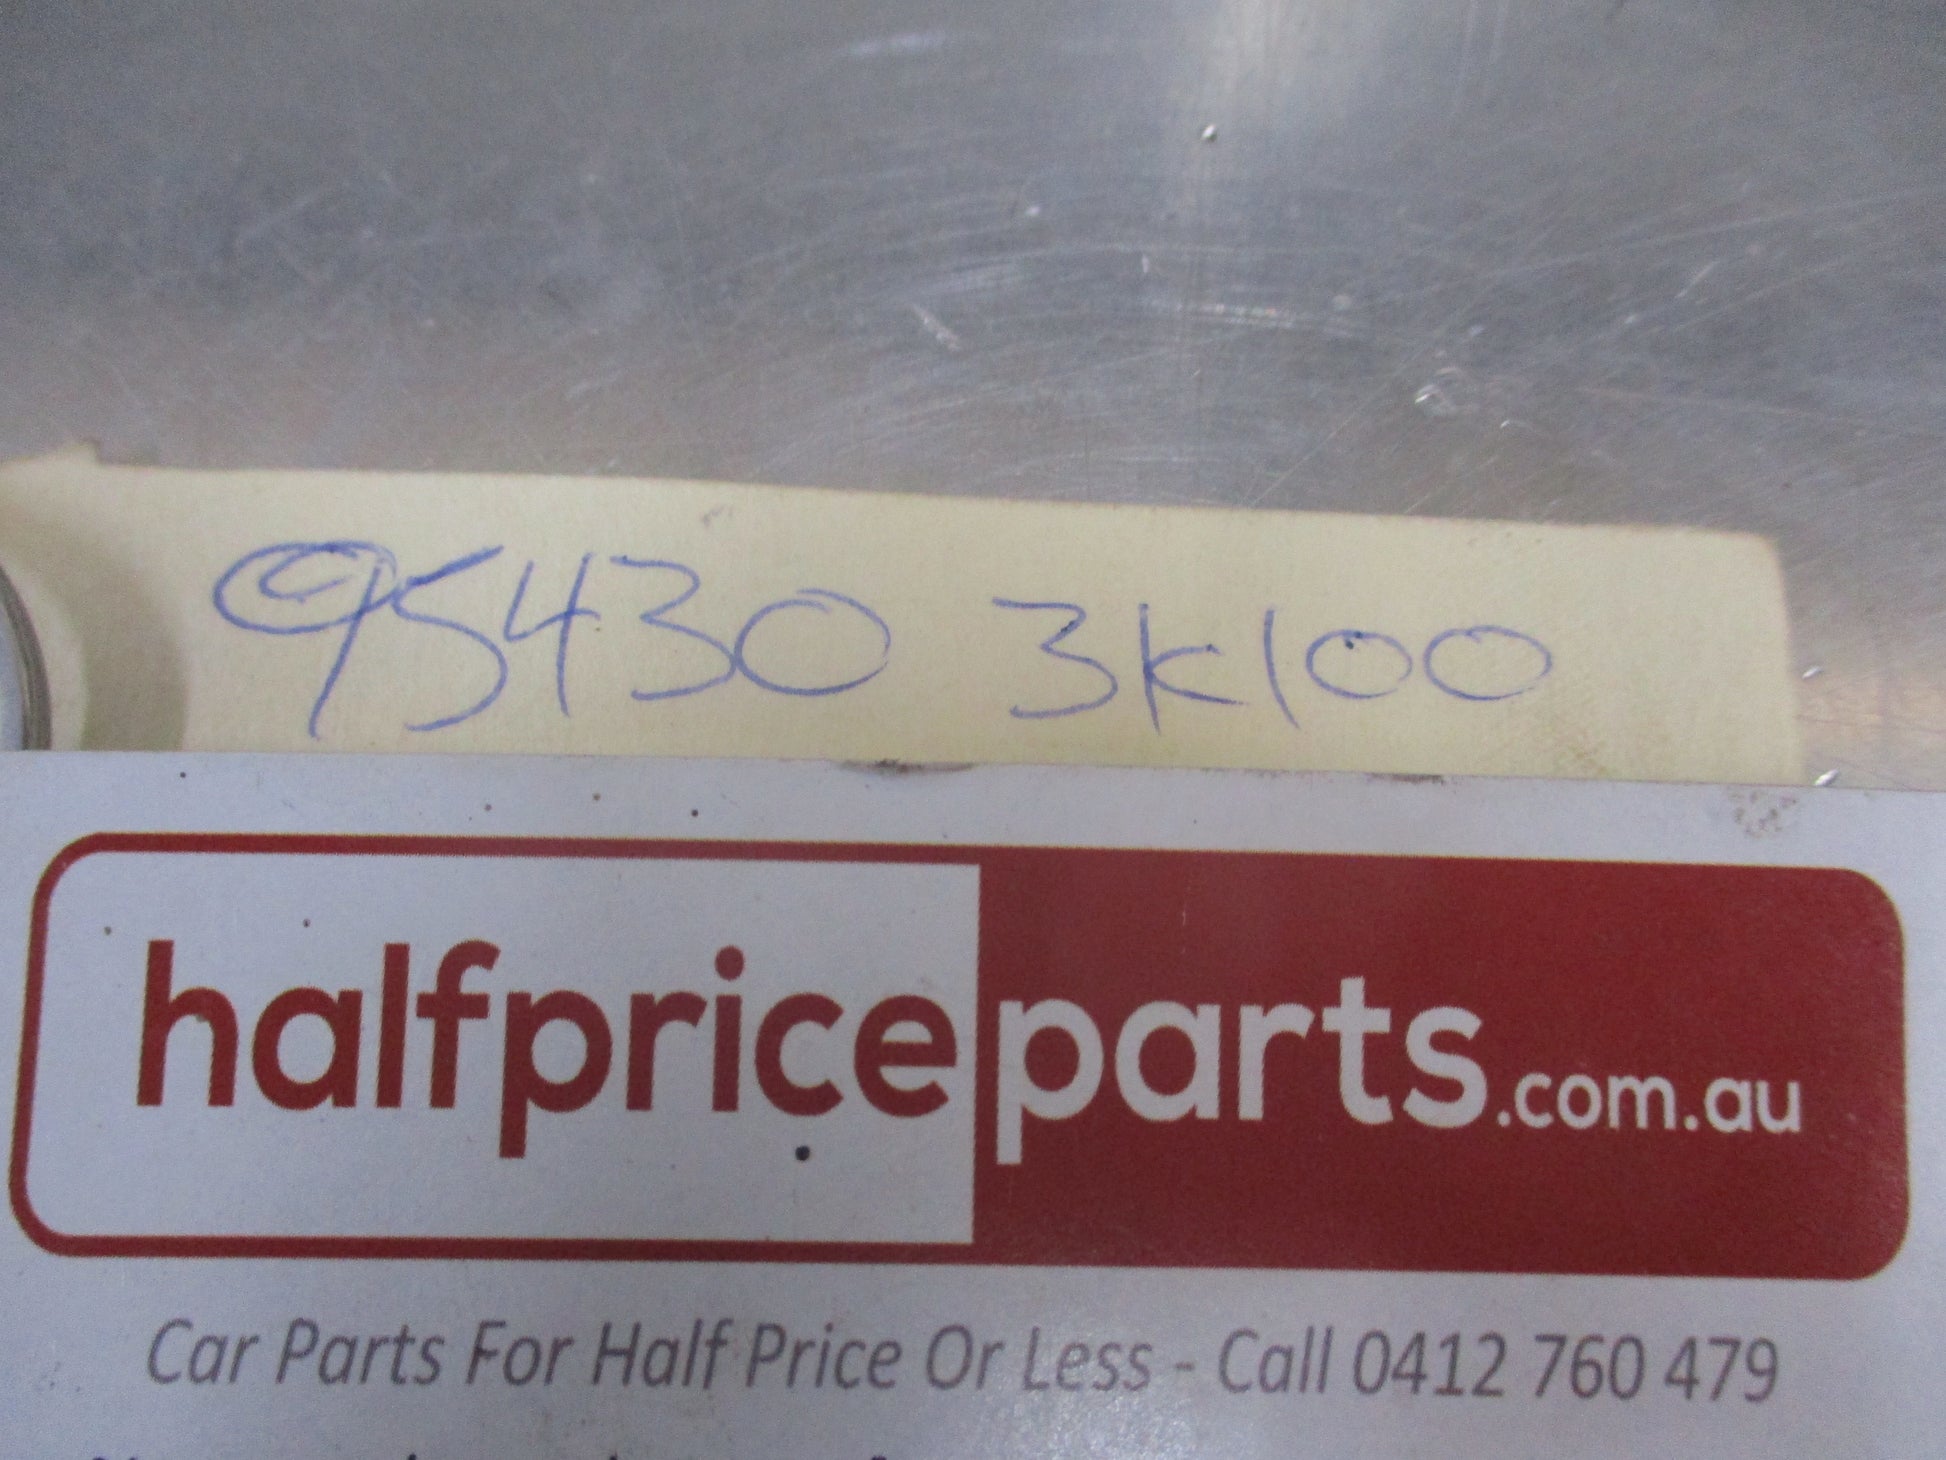 95430 3K100
halfpriceparts.com.au
Car Parts For Half Price Or Less - Call 0412 760 479